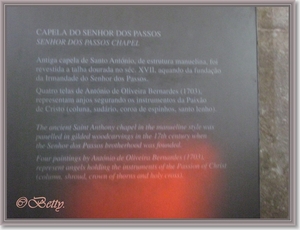 CAPELA DO SENHOR DOS PASSOS
SENHOR DOS PASSOS CHAPEL
Antiga capela de Santo António, de estrutura manuelina, foi
revestida a talha dourada no séc. XVII, aquando da fundação
da Irmandade do Senhor dos Passos.
Quatro telas de António de Oliveira Bernardes (1703),
representam anjos segurando os instrumentos da Paixão
de Cristo (coluna, sudário, coroa de espinhos, santo lenho).
The ancient Saint Anthony chapel in the manueline style was
panelled in gilded woodcarvings in the 17th century when
the Senhor dos Passos brotherhood was founded.
Four paintings by António de Oliveira Bernardes (1703),
represent angels holding the instruments of the Passion of Christ
(column, shroud, crown of thorns and holy cross).
©Betty.